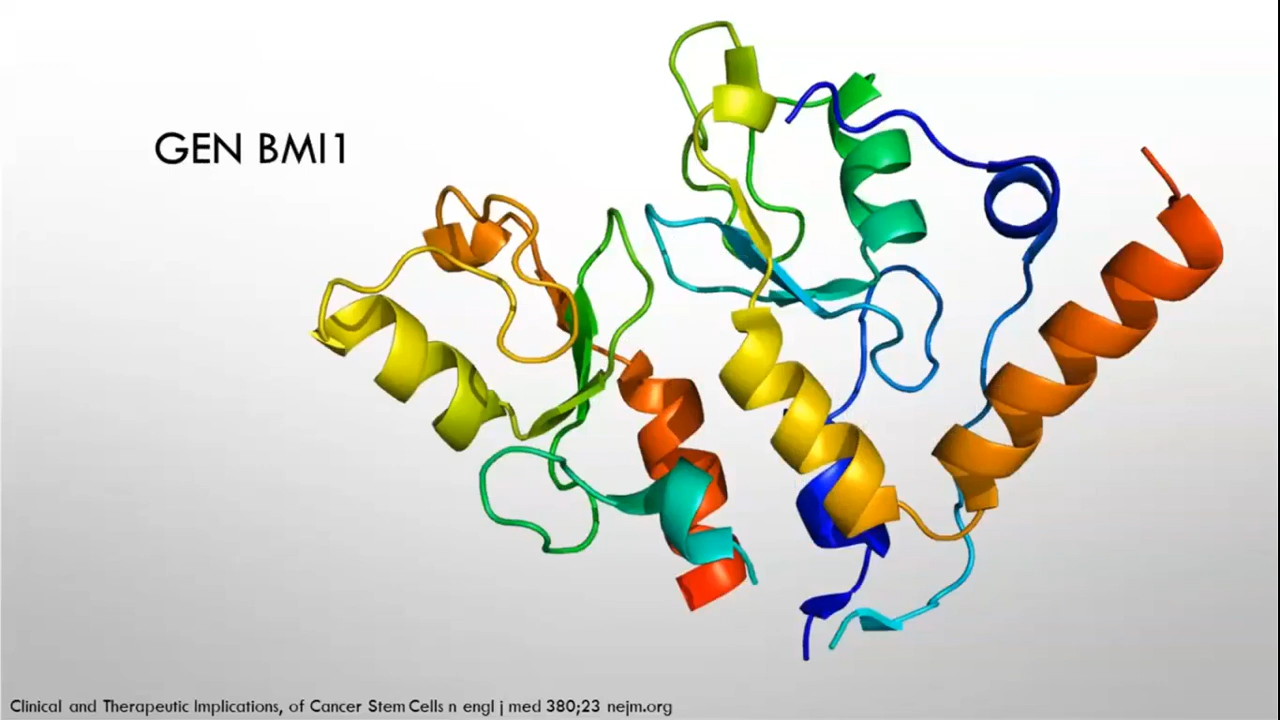 GEN BMI1
Clinical and Therapeutic Implications, of Cancer Stem Cells n engl j med 380;23 nejm.org